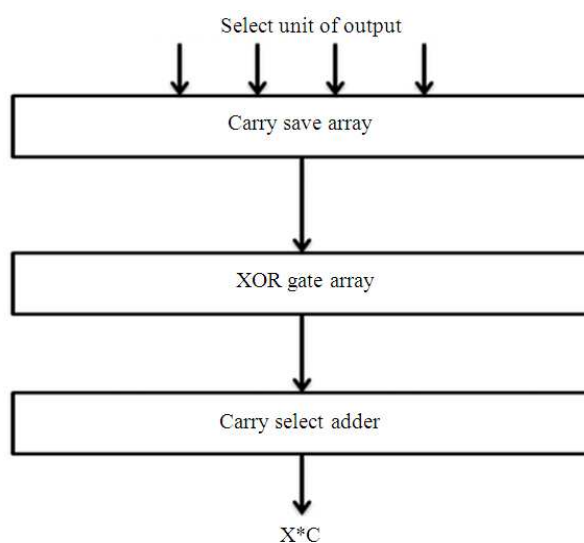 Select unit of output
Carry save array
XOR gate array
Carry select adder
X*C